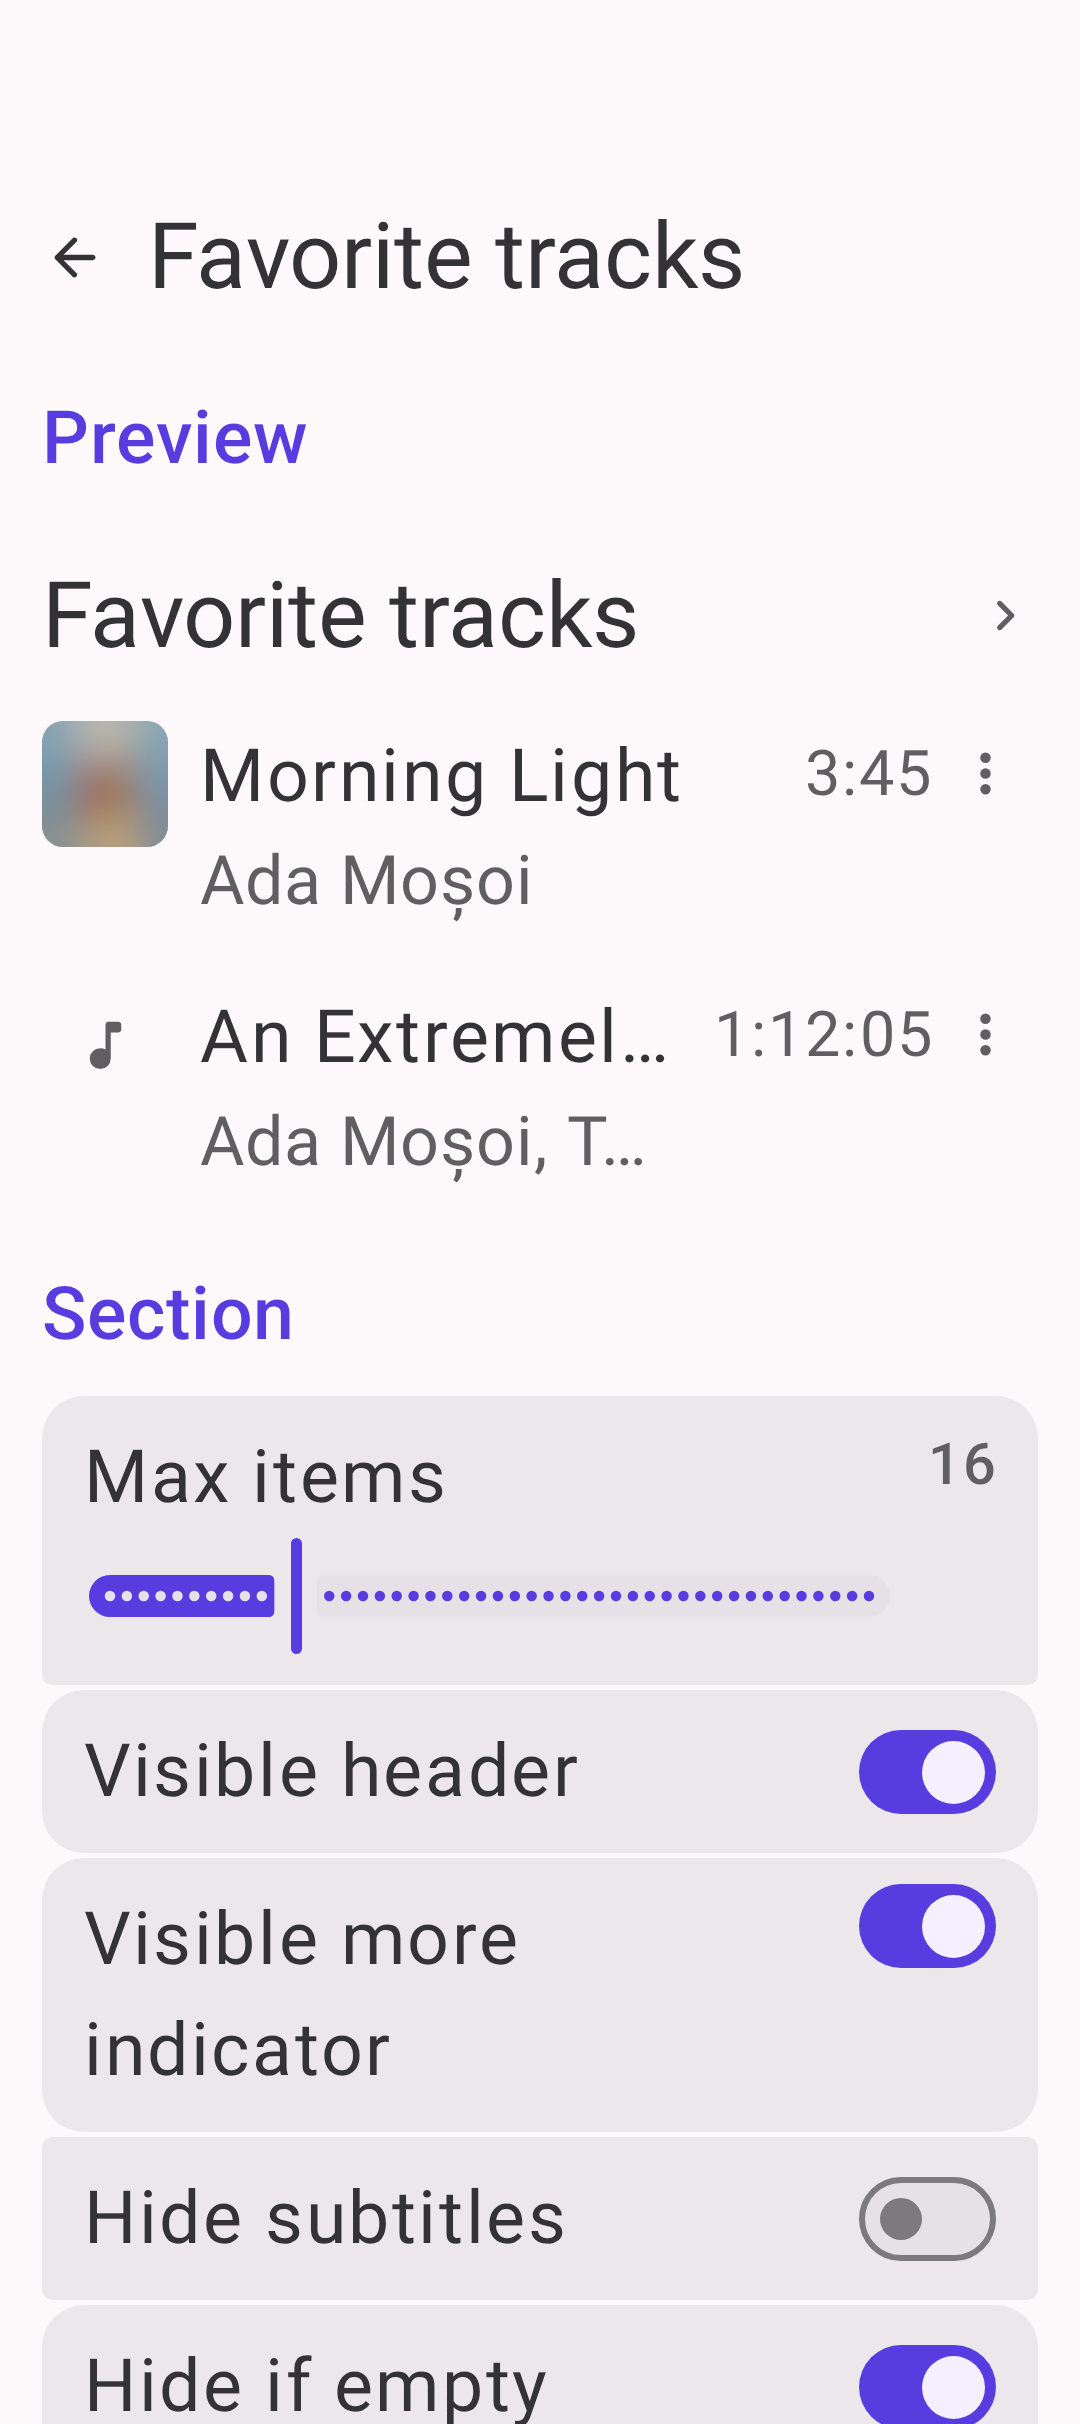 Favorite tracks
Preview
Favorite tracks
Morning Light 3:45
Ada Moșoi
An Extremel… 1:12:05
Ada Moșoi, T…
Section
Max items 16
Visible header
Visible more
indicator
Hide subtitles
Hide if empty